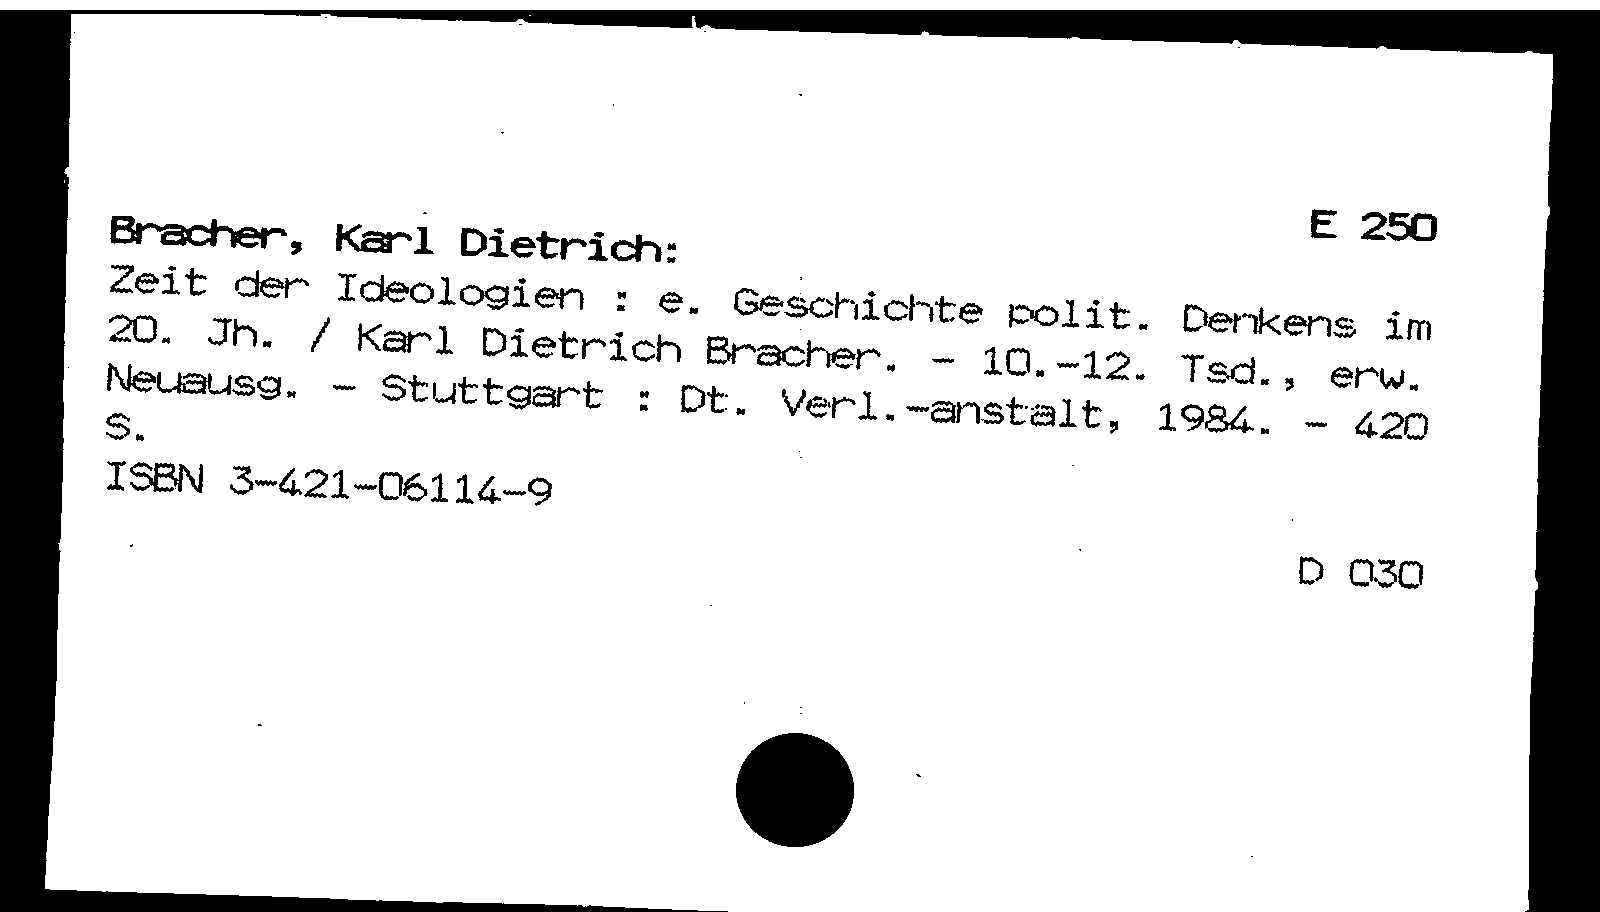 Bracher, Karl Dietrich: E 250
Zeit der Ideologien : e. Geschichte polit. Denkens im
20. Jh. / Karl Dietrich Bracher. - 10.-12. Tsd., erw.
Neuausg. - Stuttgart : Dt. Verl.-anstalt, 1984. - 420
S.
ISBN 3-421-06114-9
D 030